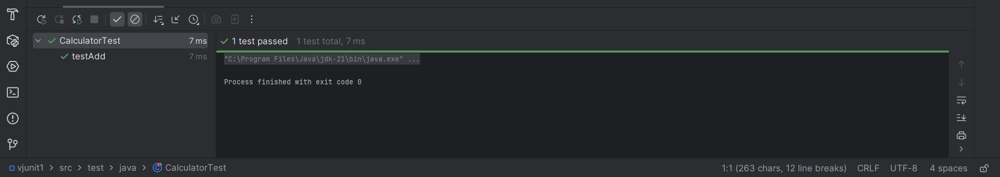 CalculatorTest 7 ms
testAdd 7 ms
1 test passed 1 test total, 7 ms
"C:\Program Files\Java\jdk-21\bin\java.exe" ...
Process finished with exit code 0
vjunit1 > src > test > java > CalculatorTest
1:1 (263 chars, 12 line breaks) CRLF UTF-8 4 spaces